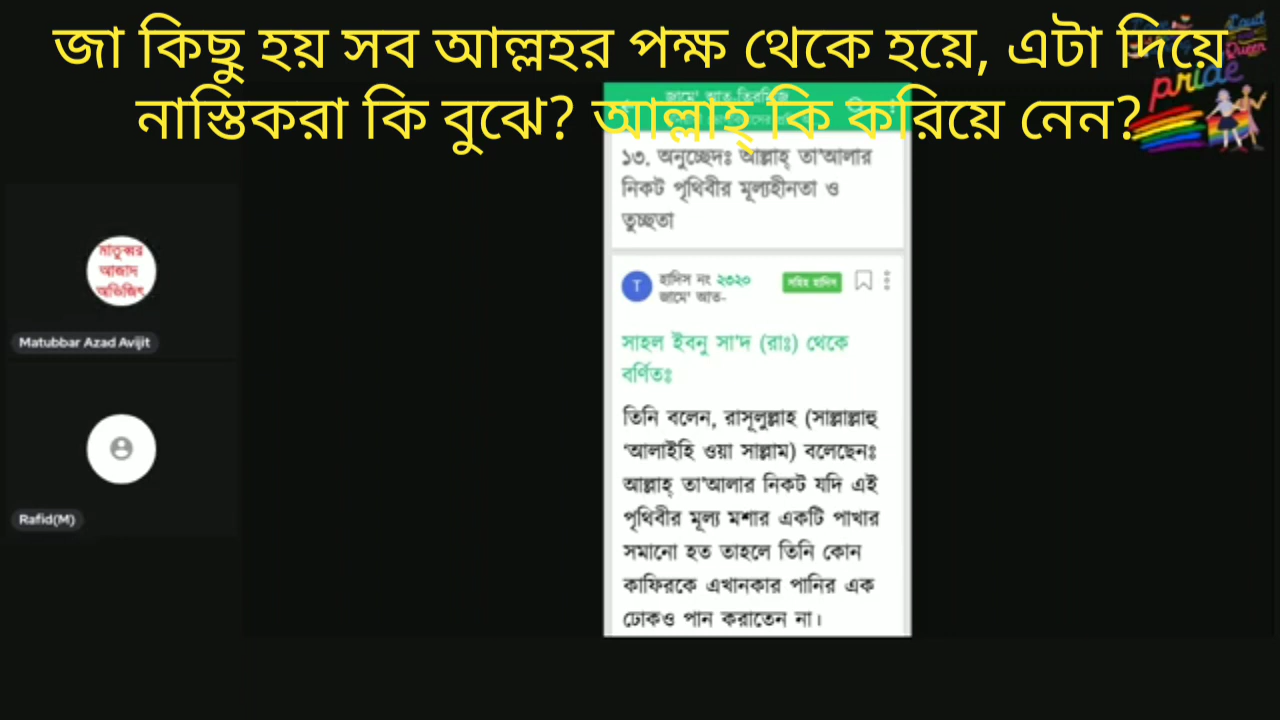 জা কিছু হয় সব আল্লহর পক্ষ থেকে হয়ে, এটা দিয়ে
নাস্তিকরা কি বুঝে? আল্লাহ্ কি করিয়ে নেন?
pride
জামে' আত-তিরমিজি
১৩. অনুচ্ছেদঃ আল্লাহ্ তা'আলার
নিকট পৃথিবীর মূল্যহীনতা ও
তুচ্ছতা
T
হাদিস নং ২৩২০
জামে' আত-
সহিহ হাদিস
সাহল ইবনু সা'দ (রাঃ) থেকে
বর্ণিতঃ
তিনি বলেন, রাসূলুল্লাহ (সাল্লাল্লাহু
'আলাইহি ওয়া সাল্লাম) বলেছেনঃ
আল্লাহ্ তা'আলার নিকট যদি এই
পৃথিবীর মূল্য মশার একটি পাখার
সমানো হত তাহলে তিনি কোন
কাফিরকে এখানকার পানির এক
ঢোকও পান করাতেন না।
মাতুব্বর
আজাদ
অভিজিৎ
Matubbar Azad Avijit
Rafid(M)